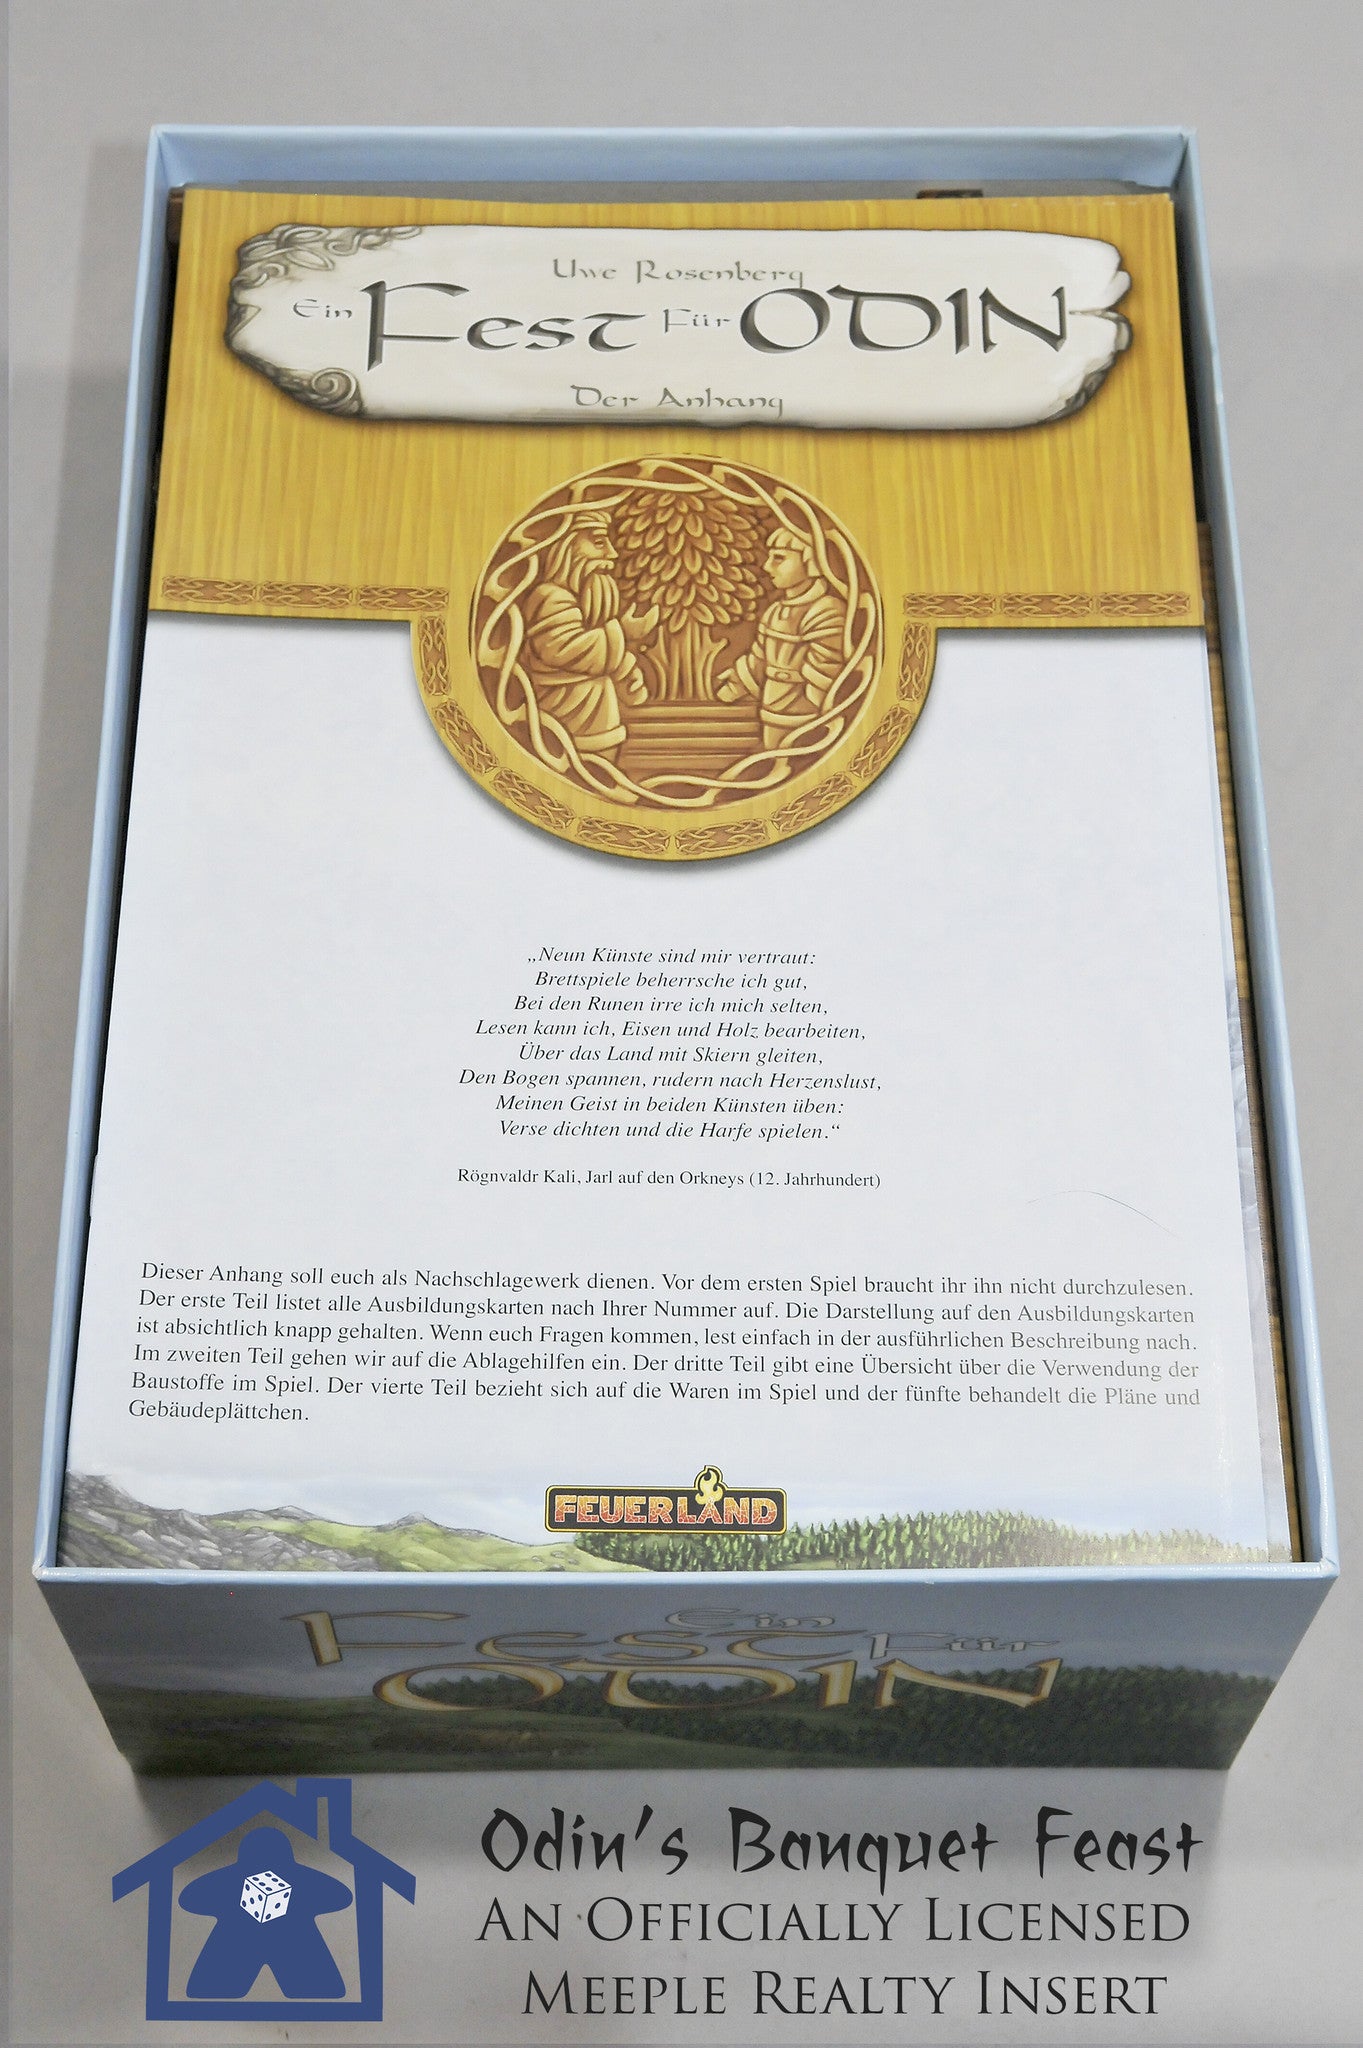 Uwe Rosenberg
Ein Fest Für ODIN
Der Anhang
„Neun Künste sind mir vertraut:
Brettspiele beherrsche ich gut,
Bei den Runen irre ich mich selten,
Lesen kann ich, Eisen und Holz bearbeiten,
Über das Land mit Skiern gleiten,
Den Bogen spannen, rudern nach Herzenslust,
Meinen Geist in beiden Künsten üben:
Verse dichten und die Harfe spielen.“
Rögnvaldr Kali, Jarl auf den Orkneys (12. Jahrhundert)
Dieser Anhang soll euch als Nachschlagewerk dienen. Vor dem ersten Spiel braucht ihr ihn nicht durchzulesen.
Der erste Teil listet alle Ausbildungskarten nach Ihrer Nummer auf. Die Darstellung auf den Ausbildungskarten
ist absichtlich knapp gehalten. Wenn euch Fragen kommen, lest einfach in der ausführlichen Beschreibung nach.
Im zweiten Teil gehen wir auf die Ablagehilfen ein. Der dritte Teil gibt eine Übersicht über die Verwendung der
Baustoffe im Spiel. Der vierte Teil bezieht sich auf die Waren im Spiel und der fünfte behandelt die Pläne und
Gebäudeplättchen.
FEUERLAND
Ein
Fest Für
ODIN
Odin's Banquet Feast
An Officially Licensed
Meeple Realty Insert